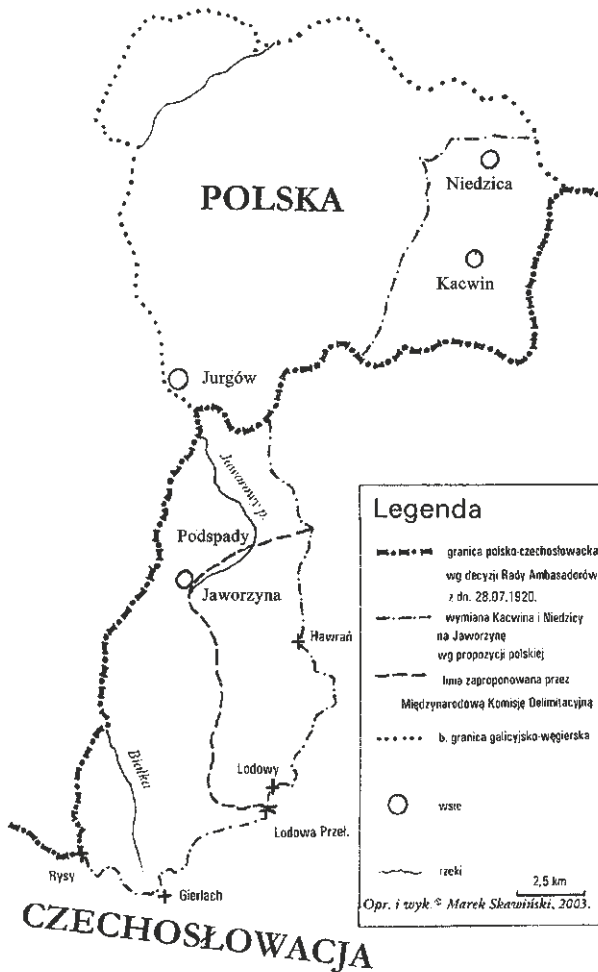 POLSKA
Niedzica
Kacwin
Jurgów
Jaworowy p.
Podspady
Jaworzyna
Hawrań
Białka
Lodowy
Lodowa Przeł.
Rysy
Gierlach
CZECHOSŁOWACJA
Legenda
granica polsko-czechosłowacka
wg decyzji Rady Ambasadorów
z dn. 28.07.1920.
wymiana Kacwina i Niedzicy
na Jaworzynę
wg propozycji polskiej
linia zaproponowana przez
Międzynarodową Komisję Delimitacyjną
b. granica galicyjsko-węgierska
wsie
rzeki
2,5 km
Opr. i wyk. © Marek Skawiński, 2003.